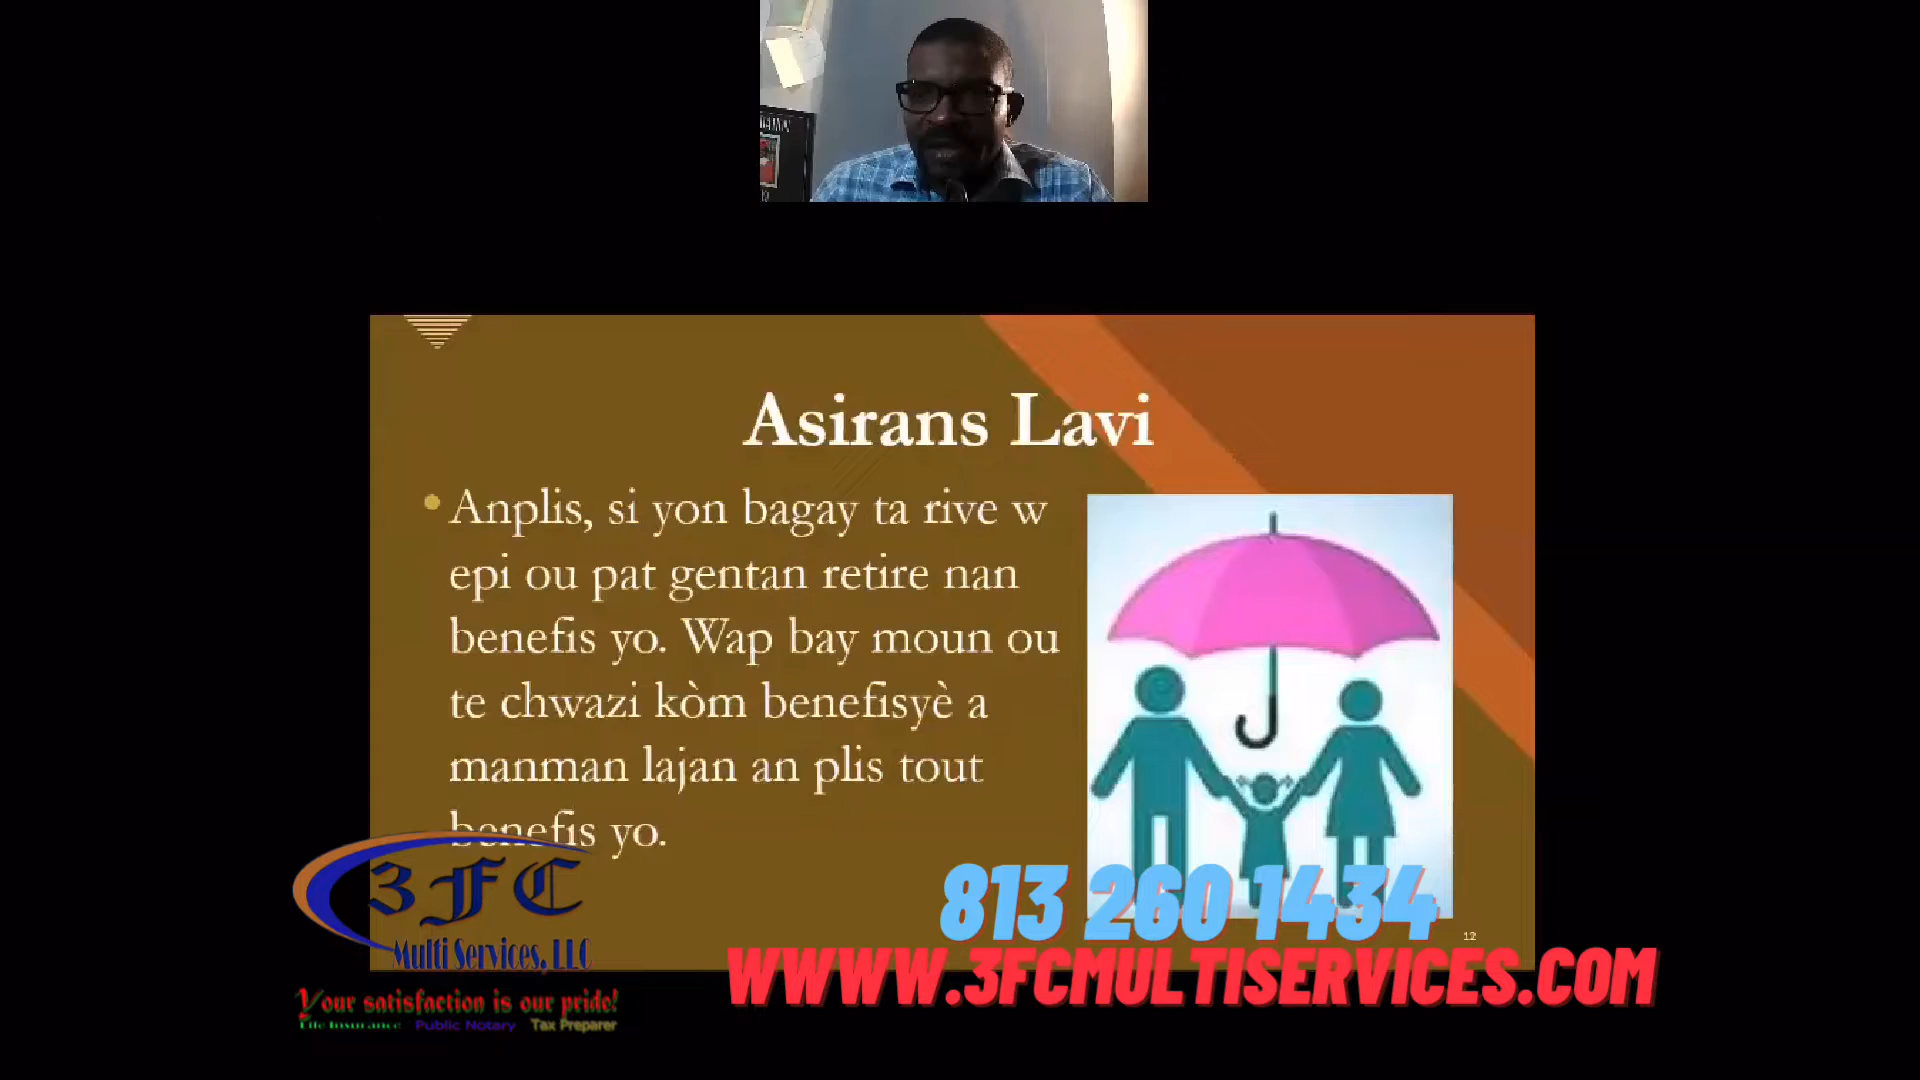 Asirans Lavi
Anplis, si yon bagay ta rive w
epi ou pat gentan retire nan
benefis yo. Wap bay moun ou
te chwazi kòm benefisyè a
manman lajan an plis tout
benefis yo.
3FC
Multi Services, LLC
Your satisfaction is our pride!
Life Insurance Public Notary Tax Preparer
813 260 1434
12
WWWW.3FCMULTISERVICES.COM